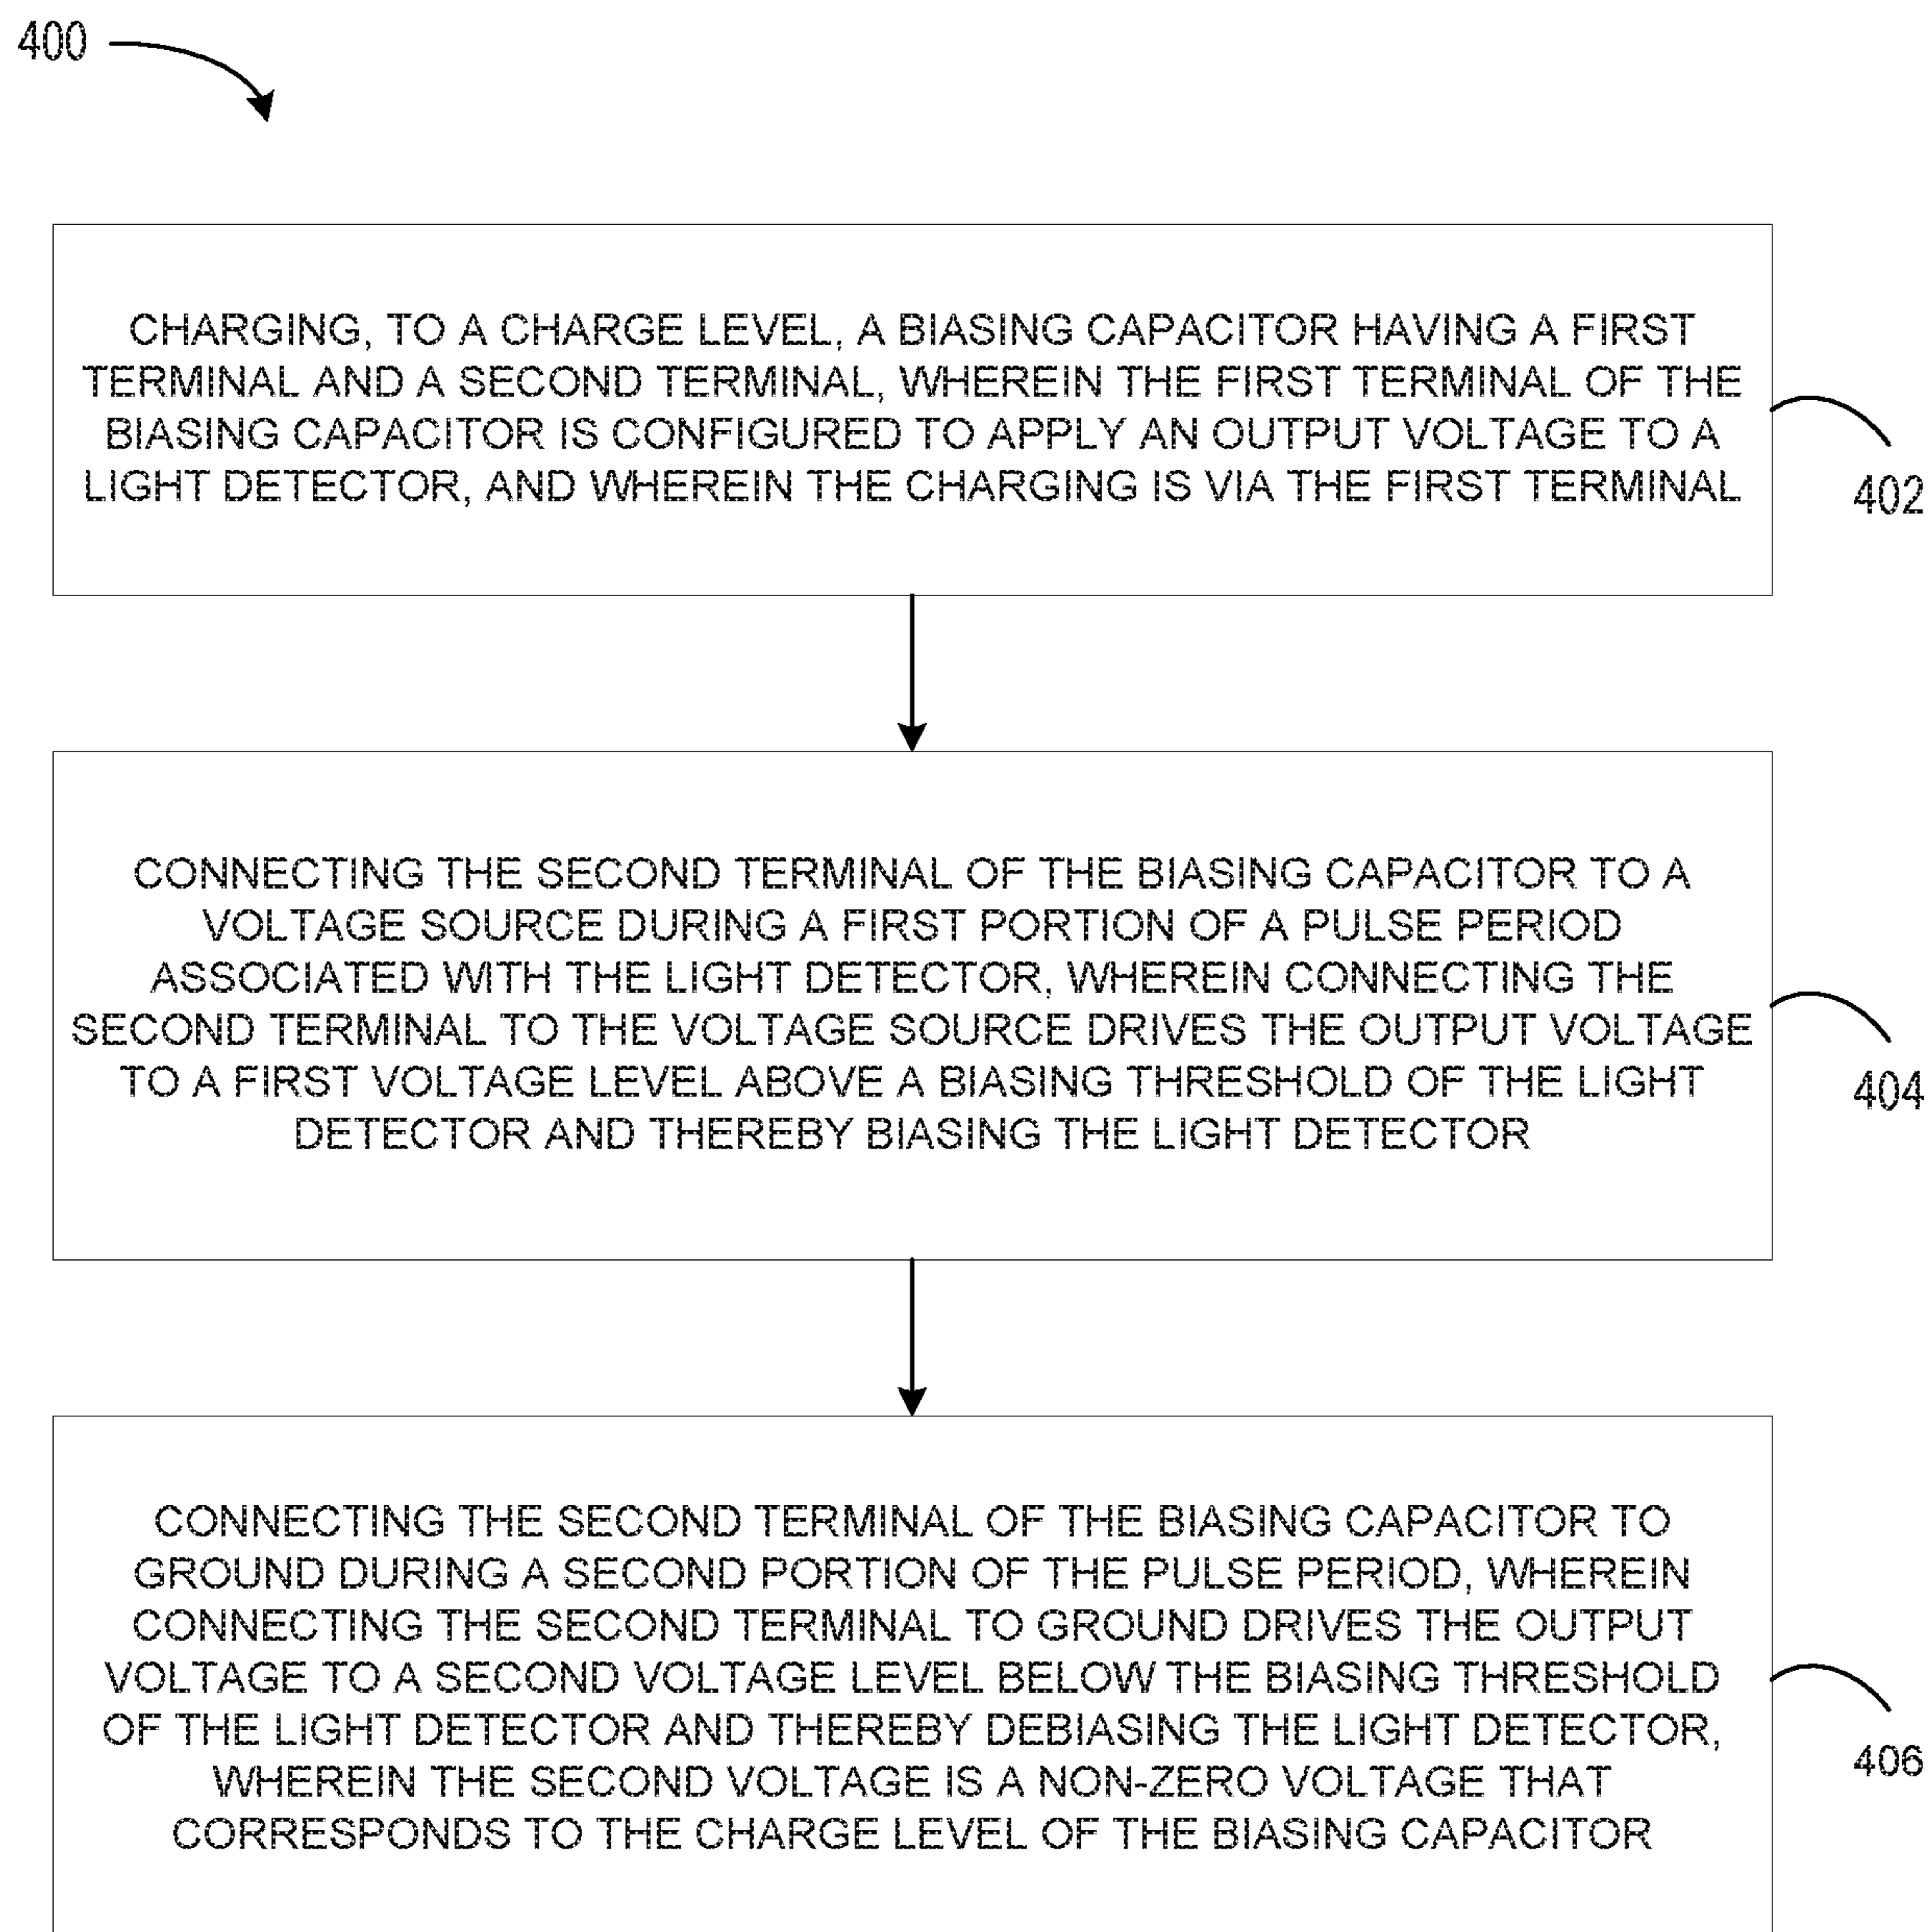 400
CHARGING, TO A CHARGE LEVEL, A BIASING CAPACITOR HAVING A FIRST
TERMINAL AND A SECOND TERMINAL, WHEREIN THE FIRST TERMINAL OF THE
BIASING CAPACITOR IS CONFIGURED TO APPLY AN OUTPUT VOLTAGE TO A
LIGHT DETECTOR, AND WHEREIN THE CHARGING IS VIA THE FIRST TERMINAL
402
CONNECTING THE SECOND TERMINAL OF THE BIASING CAPACITOR TO A
VOLTAGE SOURCE DURING A FIRST PORTION OF A PULSE PERIOD
ASSOCIATED WITH THE LIGHT DETECTOR, WHEREIN CONNECTING THE
SECOND TERMINAL TO THE VOLTAGE SOURCE DRIVES THE OUTPUT VOLTAGE
TO A FIRST VOLTAGE LEVEL ABOVE A BIASING THRESHOLD OF THE LIGHT
DETECTOR AND THEREBY BIASING THE LIGHT DETECTOR
404
CONNECTING THE SECOND TERMINAL OF THE BIASING CAPACITOR TO
GROUND DURING A SECOND PORTION OF THE PULSE PERIOD, WHEREIN
CONNECTING THE SECOND TERMINAL TO GROUND DRIVES THE OUTPUT
VOLTAGE TO A SECOND VOLTAGE LEVEL BELOW THE BIASING THRESHOLD
OF THE LIGHT DETECTOR AND THEREBY DEBIASING THE LIGHT DETECTOR,
WHEREIN THE SECOND VOLTAGE IS A NON-ZERO VOLTAGE THAT
CORRESPONDS TO THE CHARGE LEVEL OF THE BIASING CAPACITOR
406